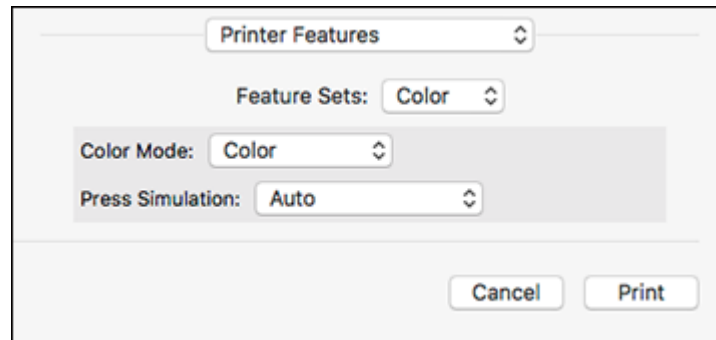 Printer Features
Feature Sets: Color
Color Mode: Color
Press Simulation: Auto
Cancel Print